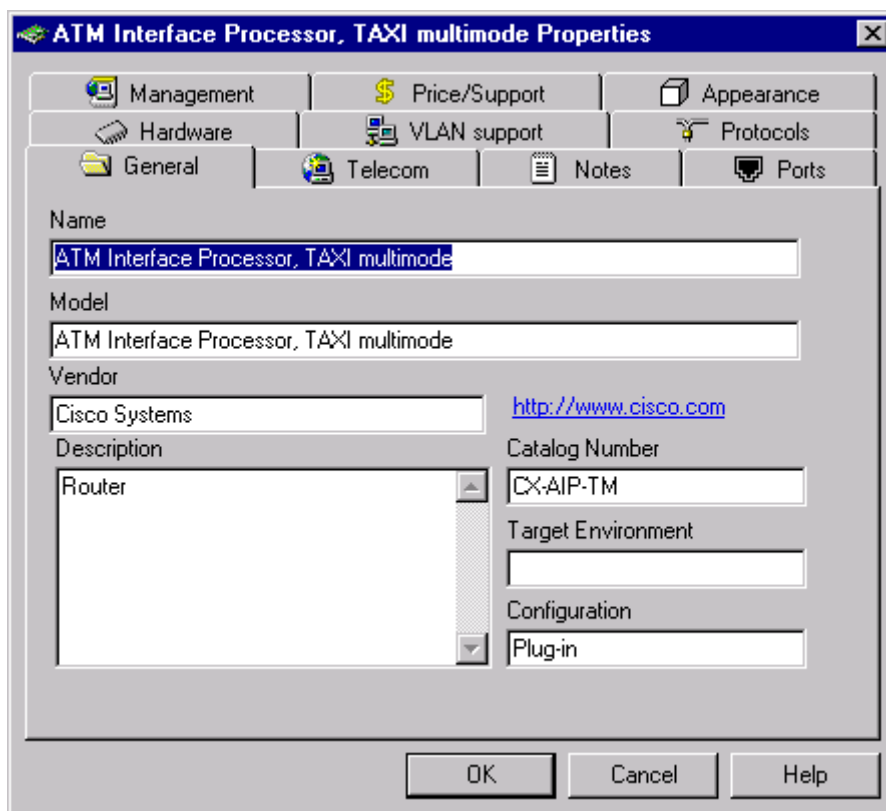 ATM Interface Processor, TAXI multimode Properties
Management Price/Support Appearance
Hardware VLAN support Protocols
General Telecom Notes Ports
Name
ATM Interface Processor, TAXI multimode
Model
ATM Interface Processor, TAXI multimode
Vendor
Cisco Systems http://www.cisco.com
Description Catalog Number
Router CX-AIP-TM
Target Environment
Configuration
Plug-in
OK Cancel Help